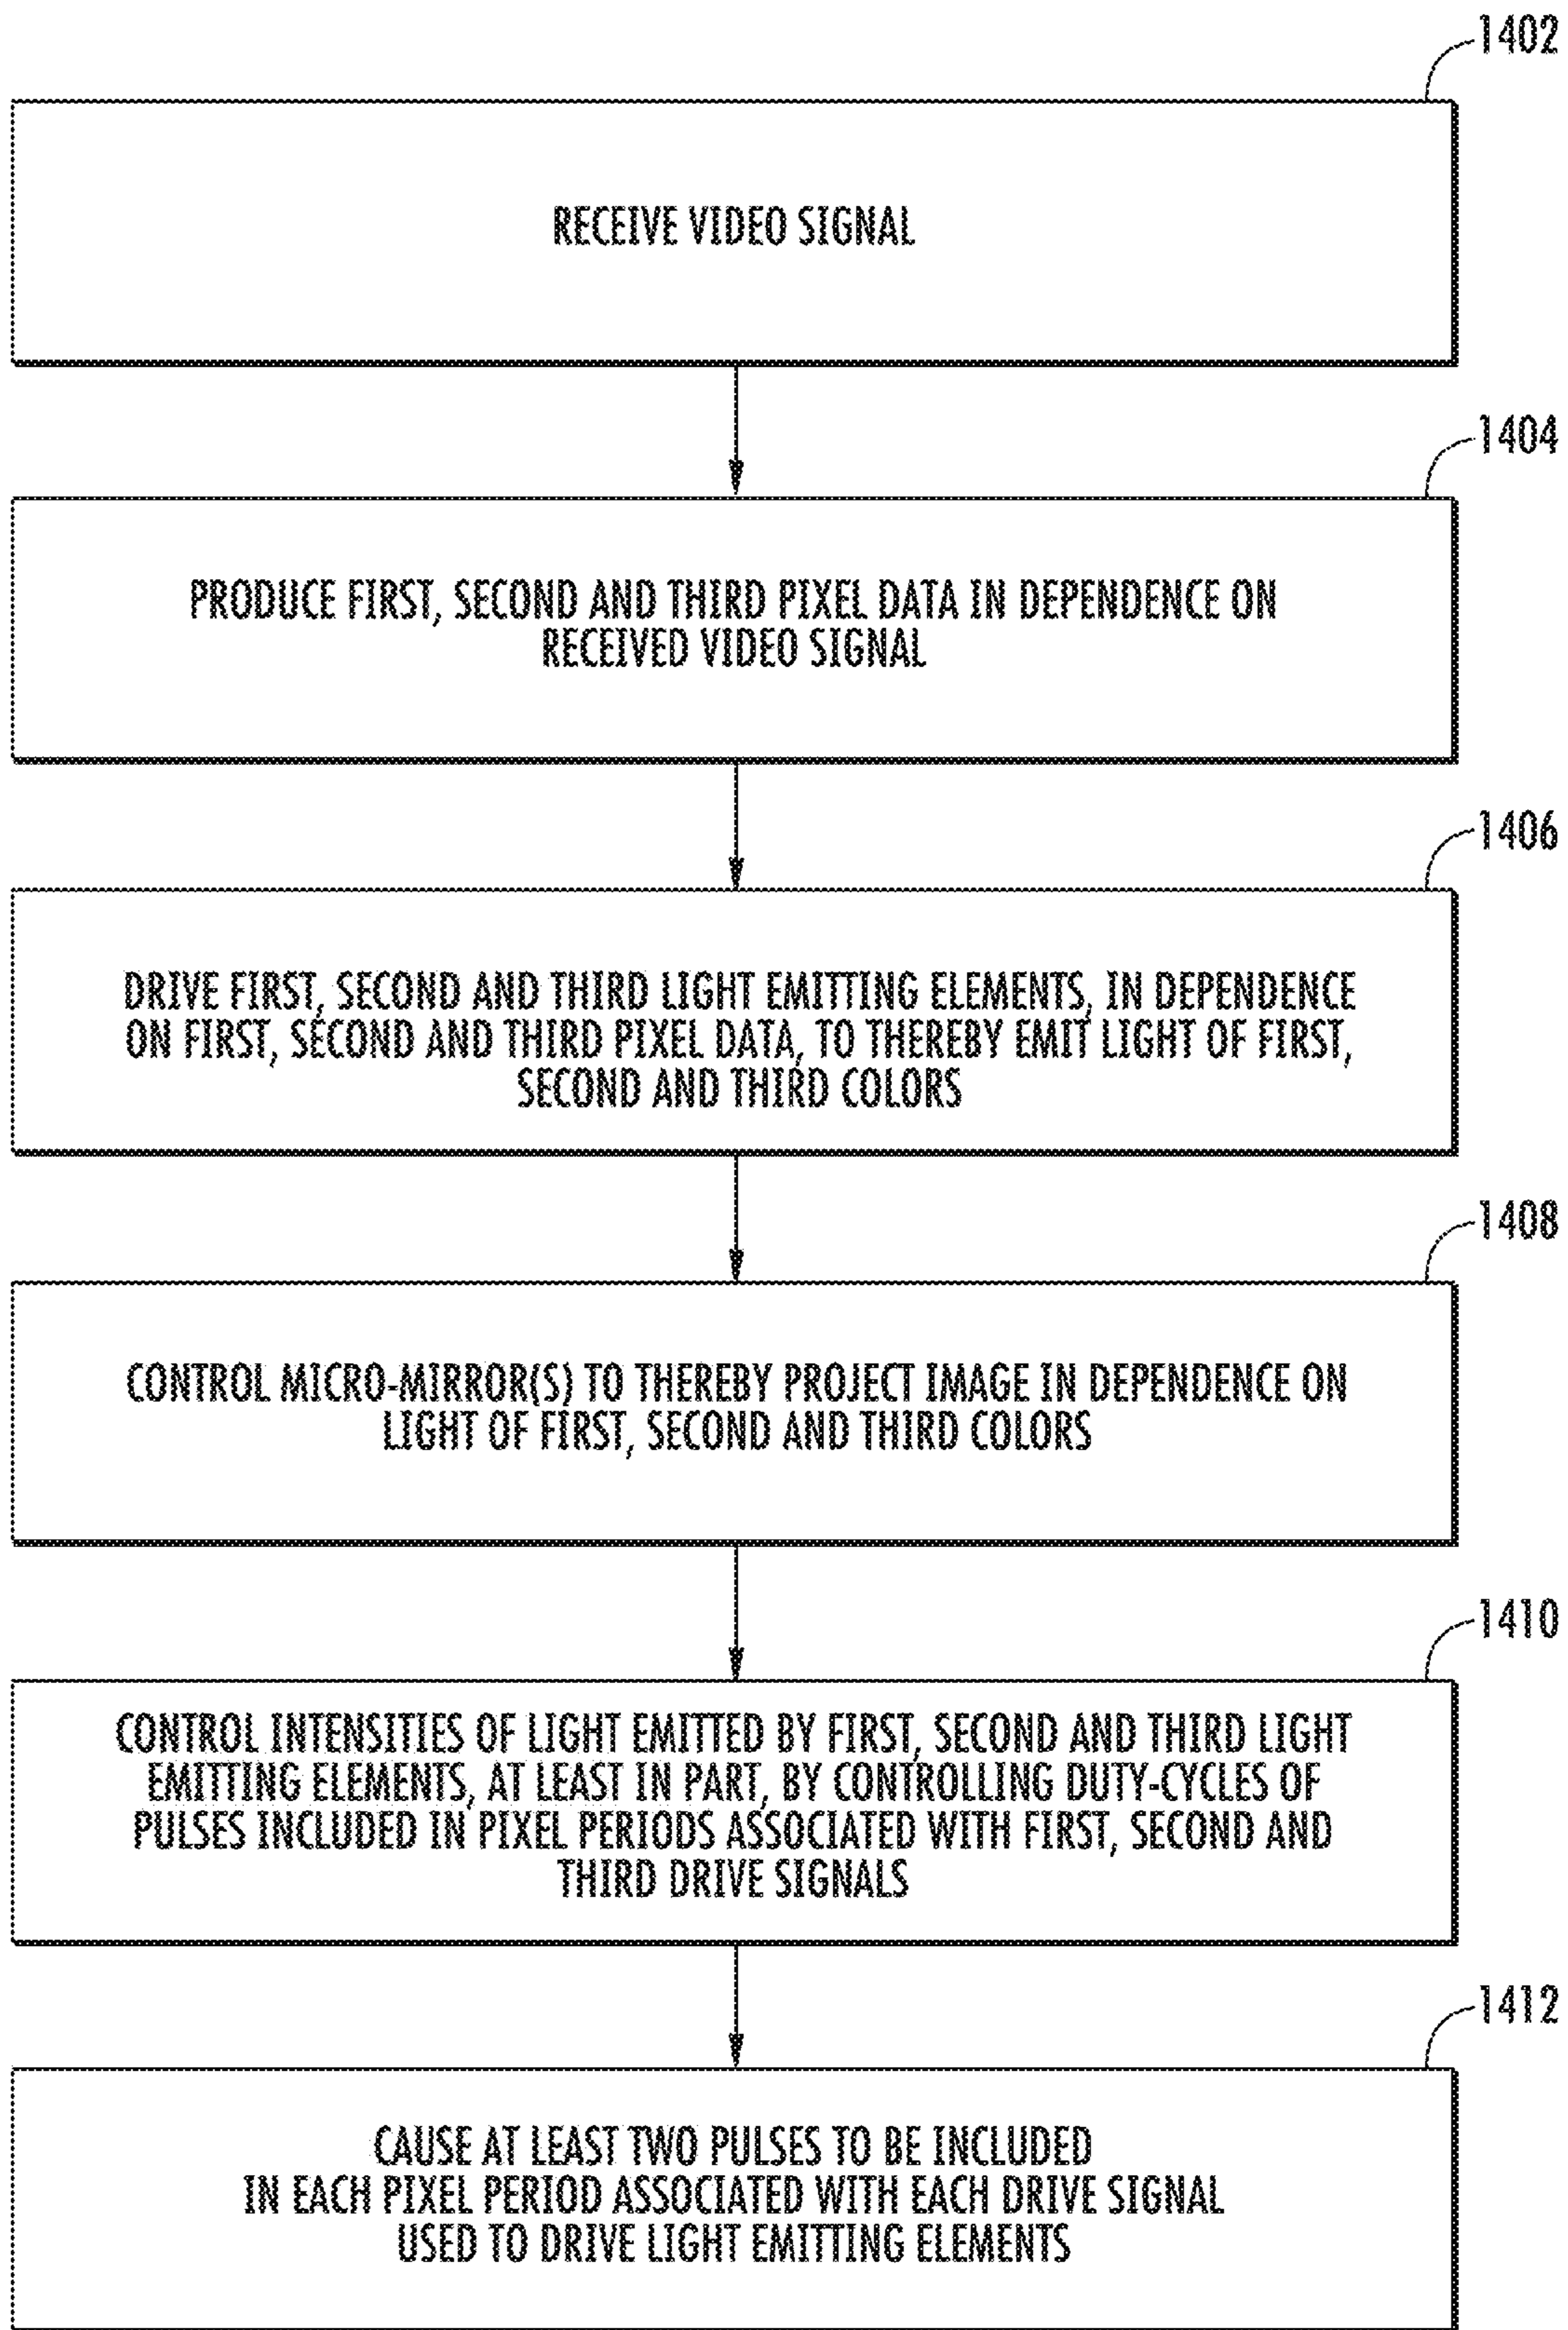 1402
RECEIVE VIDEO SIGNAL
1404
PRODUCE FIRST, SECOND AND THIRD PIXEL DATA IN DEPENDENCE ON
RECEIVED VIDEO SIGNAL
1406
DRIVE FIRST, SECOND AND THIRD LIGHT EMITTING ELEMENTS, IN DEPENDENCE
ON FIRST, SECOND AND THIRD PIXEL DATA, TO THEREBY EMIT LIGHT OF FIRST,
SECOND AND THIRD COLORS
1408
CONTROL MICRO-MIRROR(S) TO THEREBY PROJECT IMAGE IN DEPENDENCE ON
LIGHT OF FIRST, SECOND AND THIRD COLORS
1410
CONTROL INTENSITIES OF LIGHT EMITTED BY FIRST, SECOND AND THIRD LIGHT
EMITTING ELEMENTS, AT LEAST IN PART, BY CONTROLLING DUTY-CYCLES OF
PULSES INCLUDED IN PIXEL PERIODS ASSOCIATED WITH FIRST, SECOND AND
THIRD DRIVE SIGNALS
1412
CAUSE AT LEAST TWO PULSES TO BE INCLUDED
IN EACH PIXEL PERIOD ASSOCIATED WITH EACH DRIVE SIGNAL
USED TO DRIVE LIGHT EMITTING ELEMENTS